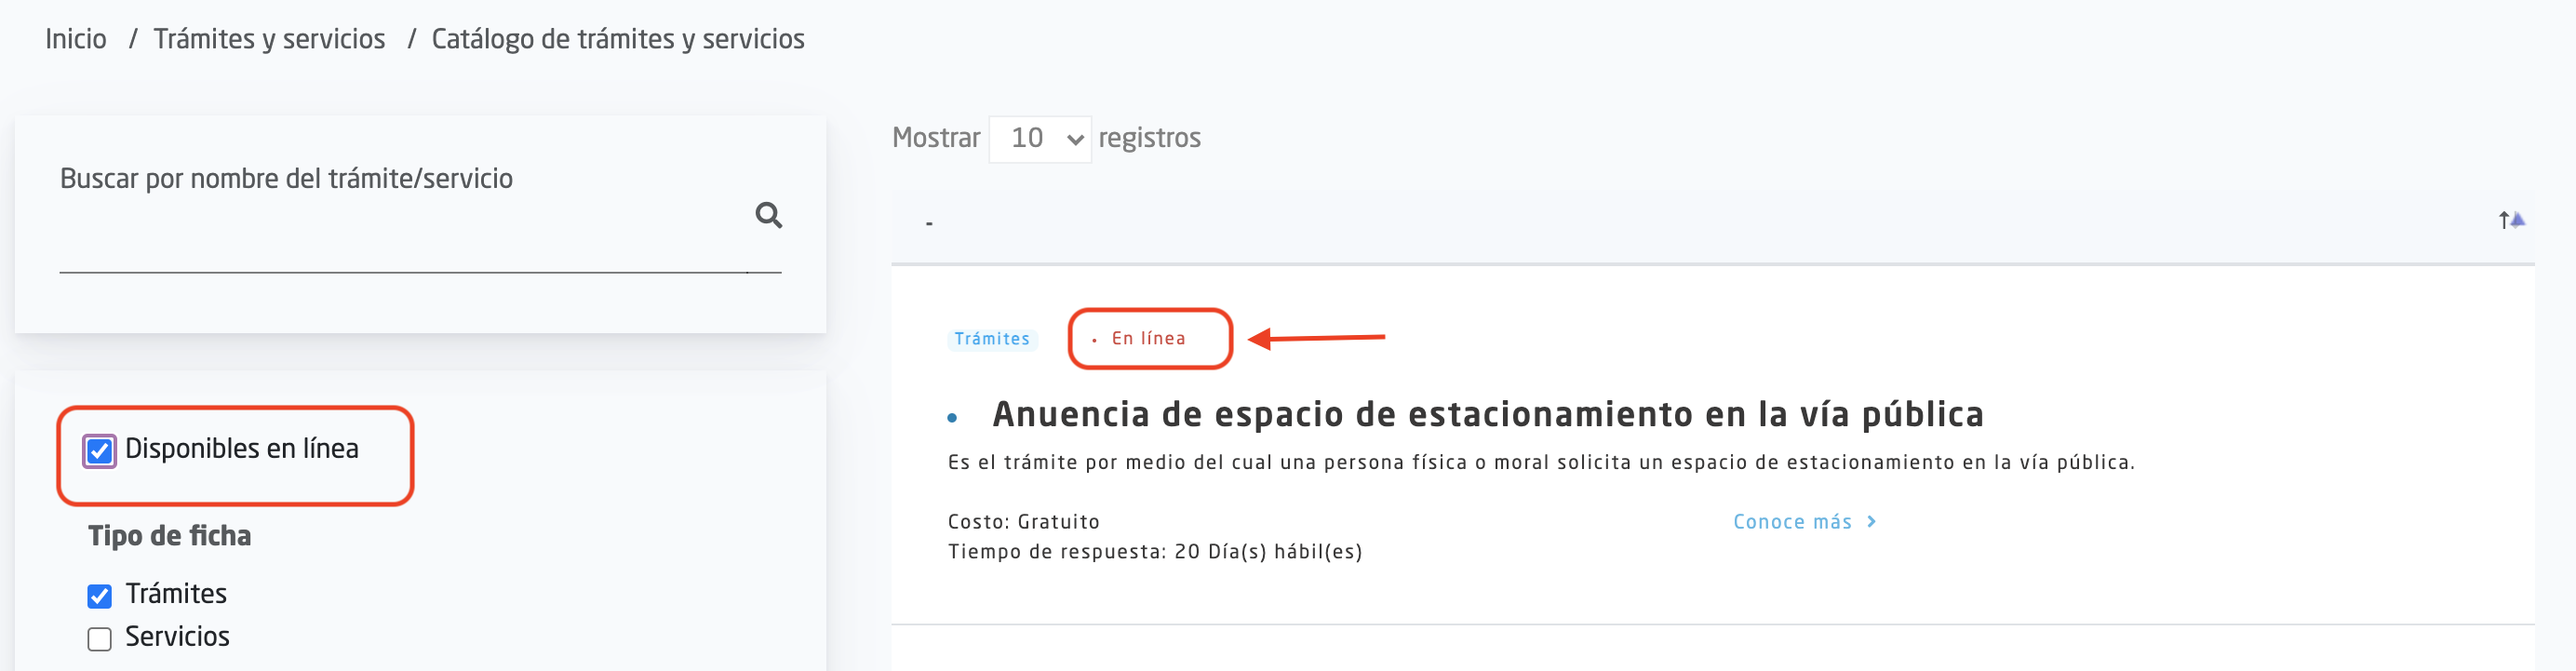 Inicio / Trámites y servicios / Catálogo de trámites y servicios
Buscar por nombre del trámite/servicio
Disponibles en línea
Tipo de ficha
Trámites
Servicios
Mostrar 10 registros
-
Trámites • En línea
• Anuencia de espacio de estacionamiento en la vía pública
Es el trámite por medio del cual una persona física o moral solicita un espacio de estacionamiento en la vía pública.
Costo: Gratuito
Conoce más >
Tiempo de respuesta: 20 Día(s) hábil(es)